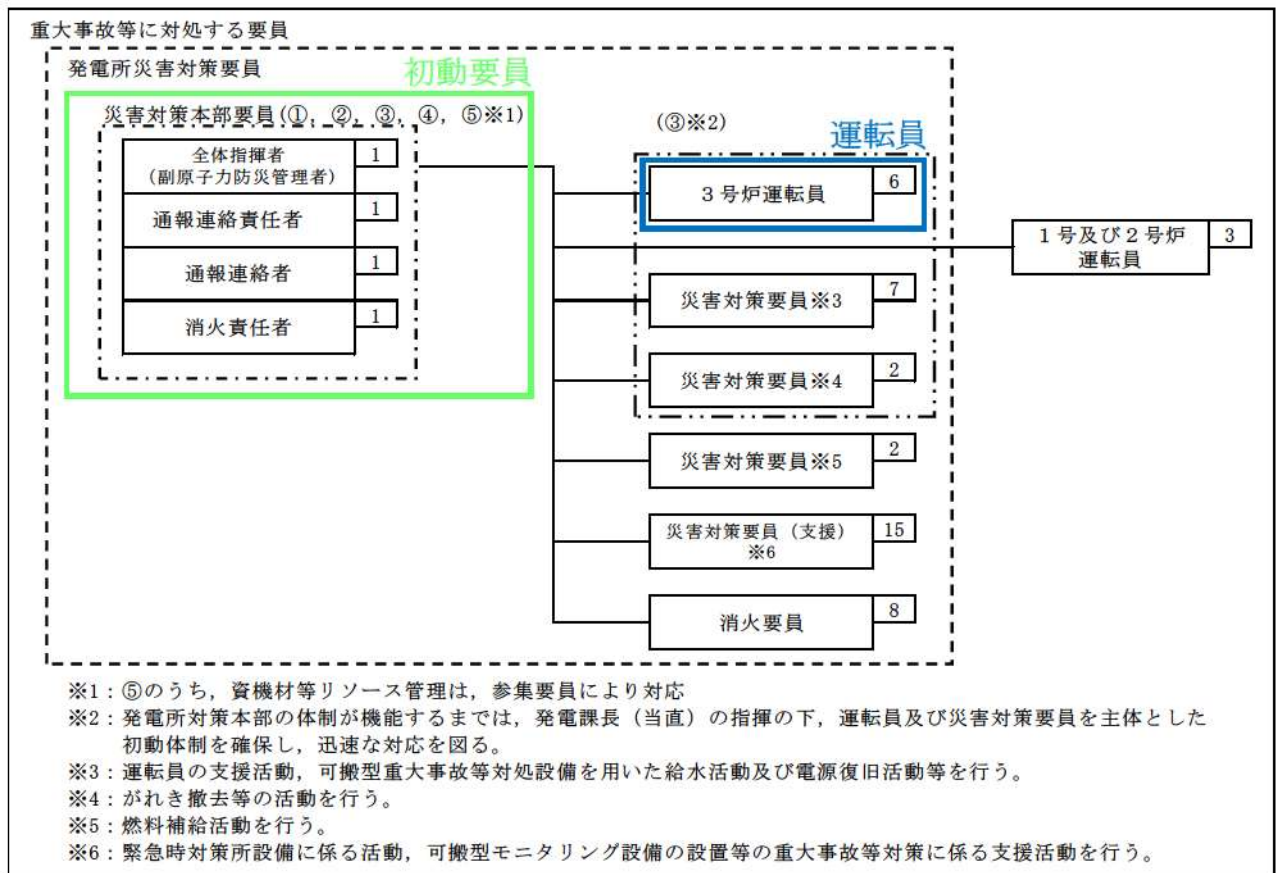 重大事故等に対処する要員
発電所災害対策要員
初動要員
災害対策本部要員(①, ②, ③, ④, ⑤※1)
全体指揮者
(副原子力防災管理者)
1
通報連絡責任者
1
通報連絡者
1
消火責任者
1
(③※2)
運転員
3号炉運転員
6
1号及び2号炉
運転員
3
災害対策要員※3
7
災害対策要員※4
2
災害対策要員※5
2
災害対策要員（支援）
※6
15
消火要員
8
※1：⑤のうち，資機材等リソース管理は，参集要員により対応
※2：発電所対策本部の体制が機能するまでは，発電課長（当直）の指揮の下，運転員及び災害対策要員を主体とした
初動体制を確保し，迅速な対応を図る。
※3：運転員の支援活動，可搬型重大事故等対処設備を用いた給水活動及び電源復旧活動等を行う。
※4：がれき撤去等の活動を行う。
※5：燃料補給活動を行う。
※6：緊急時対策所設備に係る活動，可搬型モニタリング設備の設置等の重大事故等対策に係る支援活動を行う。